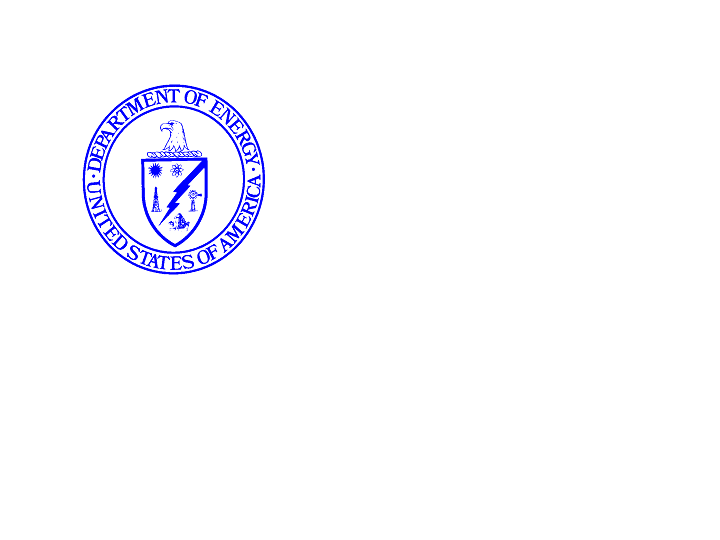 · DEPARTMENT OF ENERGY ·
UNITED STATES OF AMERICA